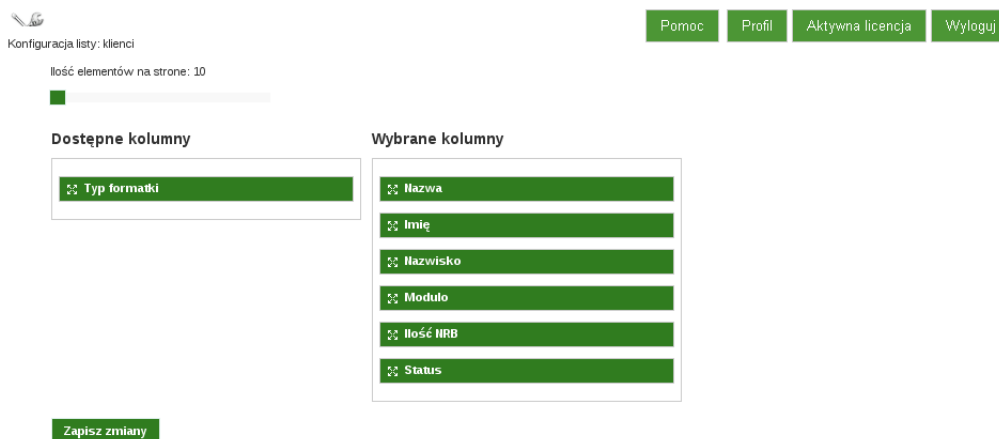 Pomoc
Profil
Aktywna licencja
Wyloguj
Konfiguracja listy: klienci
Ilość elementów na strone: 10
Dostępne kolumny
Wybrane kolumny
Typ formatki
Nazwa
Imię
Nazwisko
Modulo
Ilość NRB
Status
Zapisz zmiany